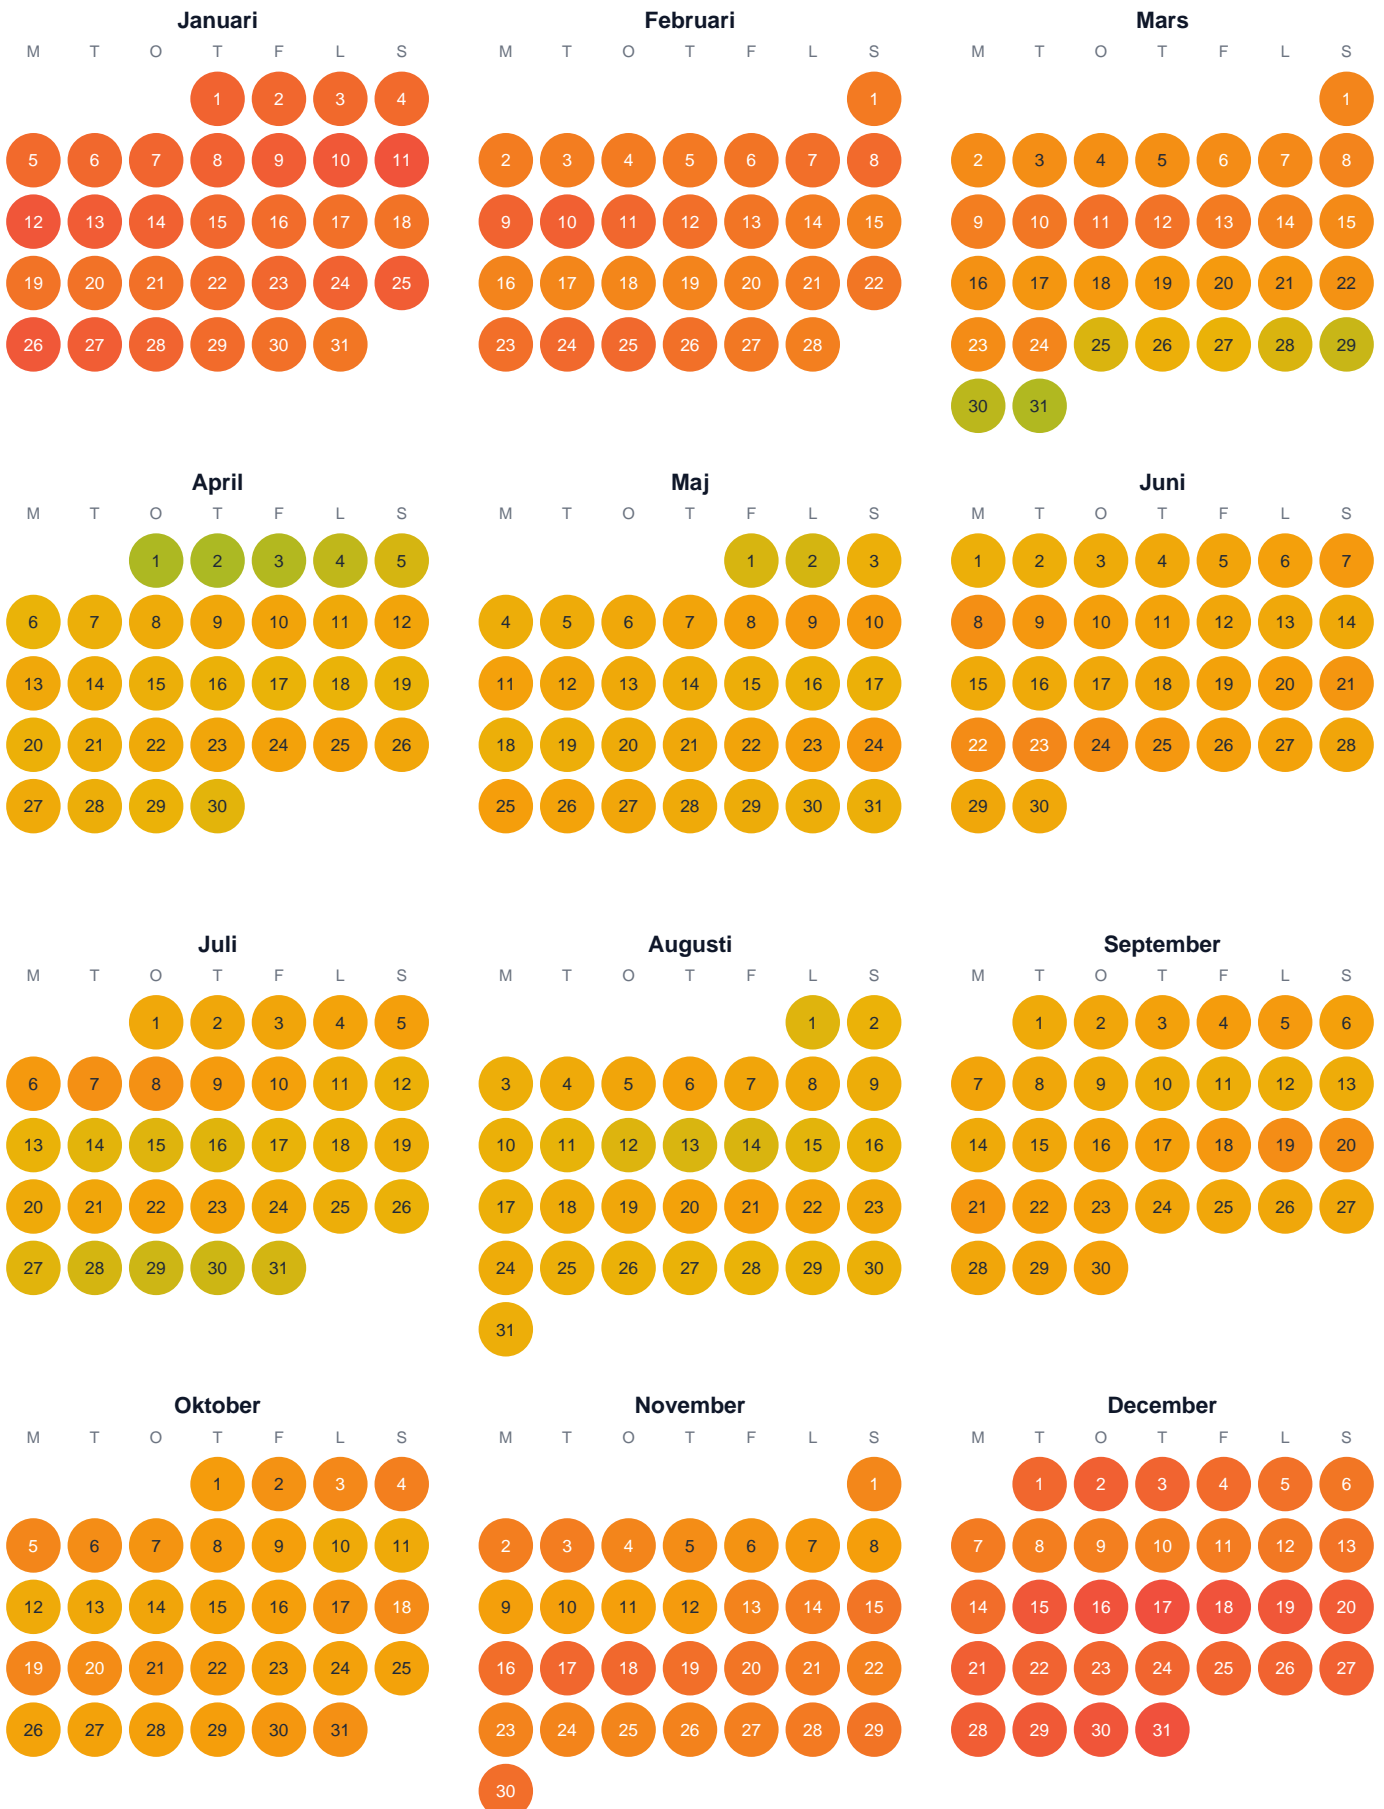 Januari Februari Mars
M T O T F L S M T O T F L S M T O T F L S
1 2 3 4 1 1
5 6 7 8 9 10 11 2 3 4 5 6 7 8 2 3 4 5 6 7 8
12 13 14 15 16 17 18 9 10 11 12 13 14 15 9 10 11 12 13 14 15
19 20 21 22 23 24 25 16 17 18 19 20 21 22 16 17 18 19 20 21 22
26 27 28 29 30 31 23 24 25 26 27 28 23 24 25 26 27 28 29
30 31
April Maj Juni
M T O T F L S M T O T F L S M T O T F L S
1 2 3 4 5 1 2 3 1 2 3 4 5 6 7
6 7 8 9 10 11 12 4 5 6 7 8 9 10 8 9 10 11 12 13 14
13 14 15 16 17 18 19 11 12 13 14 15 16 17 15 16 17 18 19 20 21
20 21 22 23 24 25 26 18 19 20 21 22 23 24 22 23 24 25 26 27 28
27 28 29 30 25 26 27 28 29 30 31 29 30
Juli Augusti September
M T O T F L S M T O T F L S M T O T F L S
1 2 3 4 5 1 2 1 2 3 4 5 6
6 7 8 9 10 11 12 3 4 5 6 7 8 9 7 8 9 10 11 12 13
13 14 15 16 17 18 19 10 11 12 13 14 15 16 14 15 16 17 18 19 20
20 21 22 23 24 25 26 17 18 19 20 21 22 23 21 22 23 24 25 26 27
27 28 29 30 31 24 25 26 27 28 29 30 28 29 30
31
Oktober November December
M T O T F L S M T O T F L S M T O T F L S
1 2 3 4 1 1 2 3 4 5 6
5 6 7 8 9 10 11 2 3 4 5 6 7 8 7 8 9 10 11 12 13
12 13 14 15 16 17 18 9 10 11 12 13 14 15 14 15 16 17 18 19 20
19 20 21 22 23 24 25 16 17 18 19 20 21 22 21 22 23 24 25 26 27
26 27 28 29 30 31 23 24 25 26 27 28 29 28 29 30 31
30